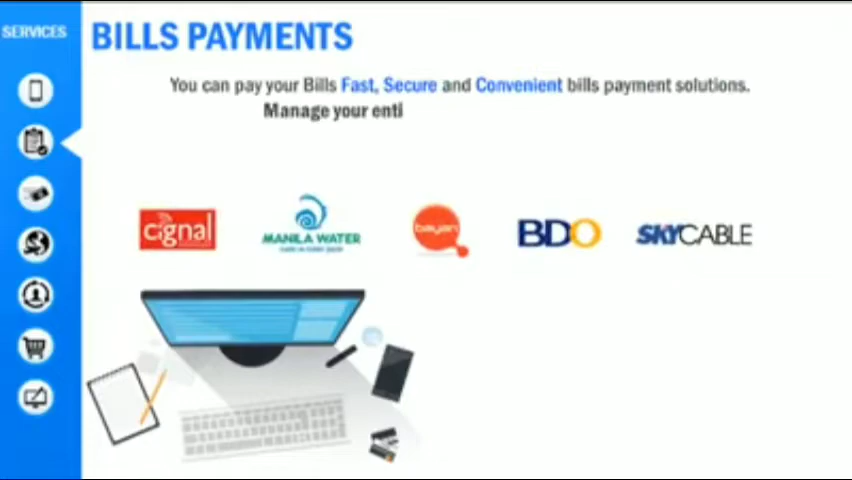 SERVICES
BILLS PAYMENTS
You can pay your Bills Fast, Secure and Convenient bills payment solutions.
Manage your enti
cignal
MANILA WATER
bayan
BDO
SKYCABLE